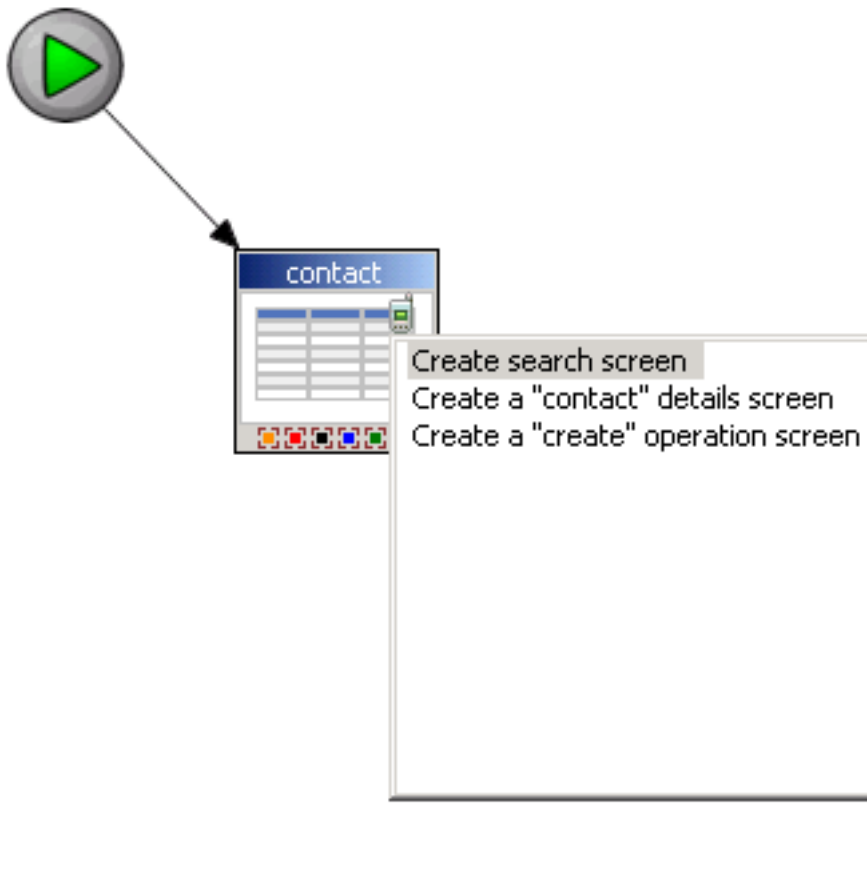 contact
Create search screen
Create a "contact" details screen
Create a "create" operation screen